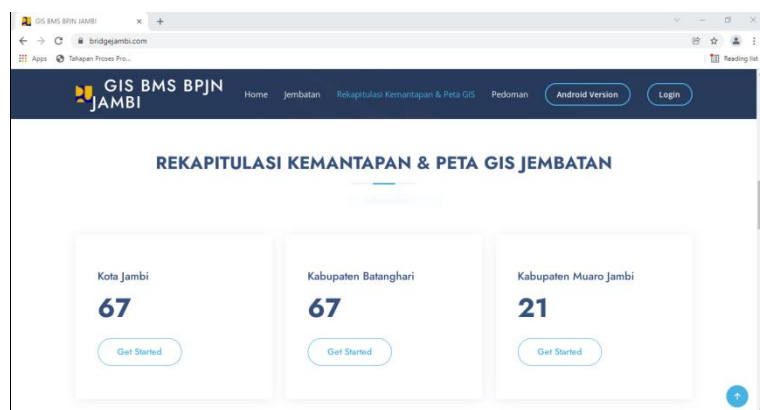 GIS BMS BPJN JAMBI
bridgejambi.com
Apps Tahapan Proses Pro... Reading list
GIS BMS BPJN
JAMBI
Home Jembatan Rekapitulasi Kemantapan & Peta GIS Pedoman Android Version Login
REKAPITULASI KEMANTAPAN & PETA GIS JEMBATAN
Kota Jambi
67
Get Started
Kabupaten Batanghari
67
Get Started
Kabupaten Muaro Jambi
21
Get Started